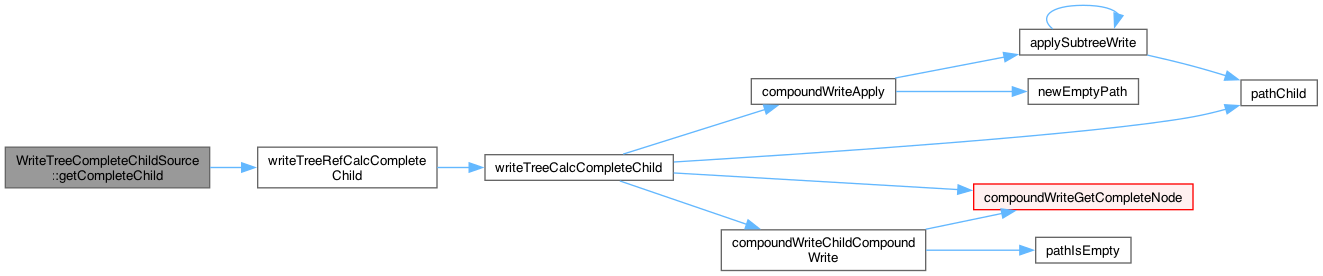 WriteTreeCompleteChildSource
::getCompleteChild
writeTreeRefCalcComplete
Child
writeTreeCalcCompleteChild
compoundWriteApply
applySubtreeWrite
newEmptyPath
pathChild
compoundWriteGetCompleteNode
compoundWriteChildCompound
Write
pathIsEmpty